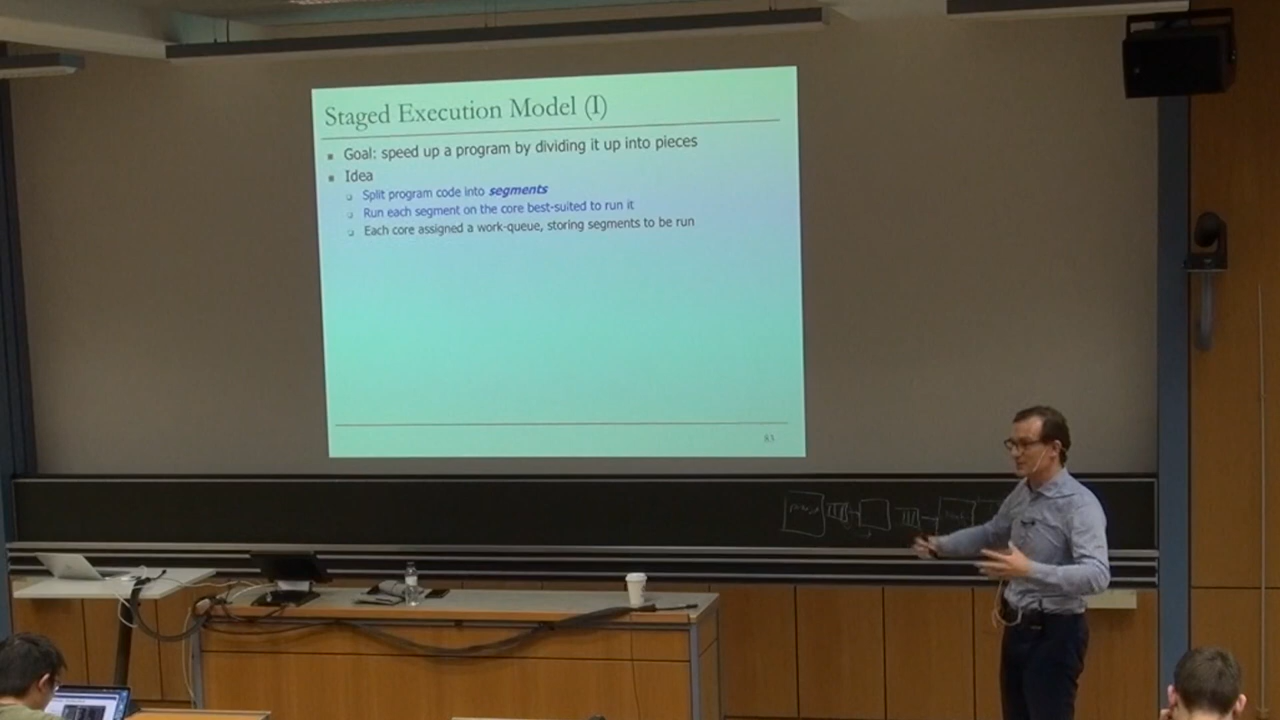 Staged Execution Model (I)
Goal: speed up a program by dividing it up into pieces
Idea
Split program code into segments
Run each segment on the core best-suited to run it
Each core assigned a work-queue, storing segments to be run
83